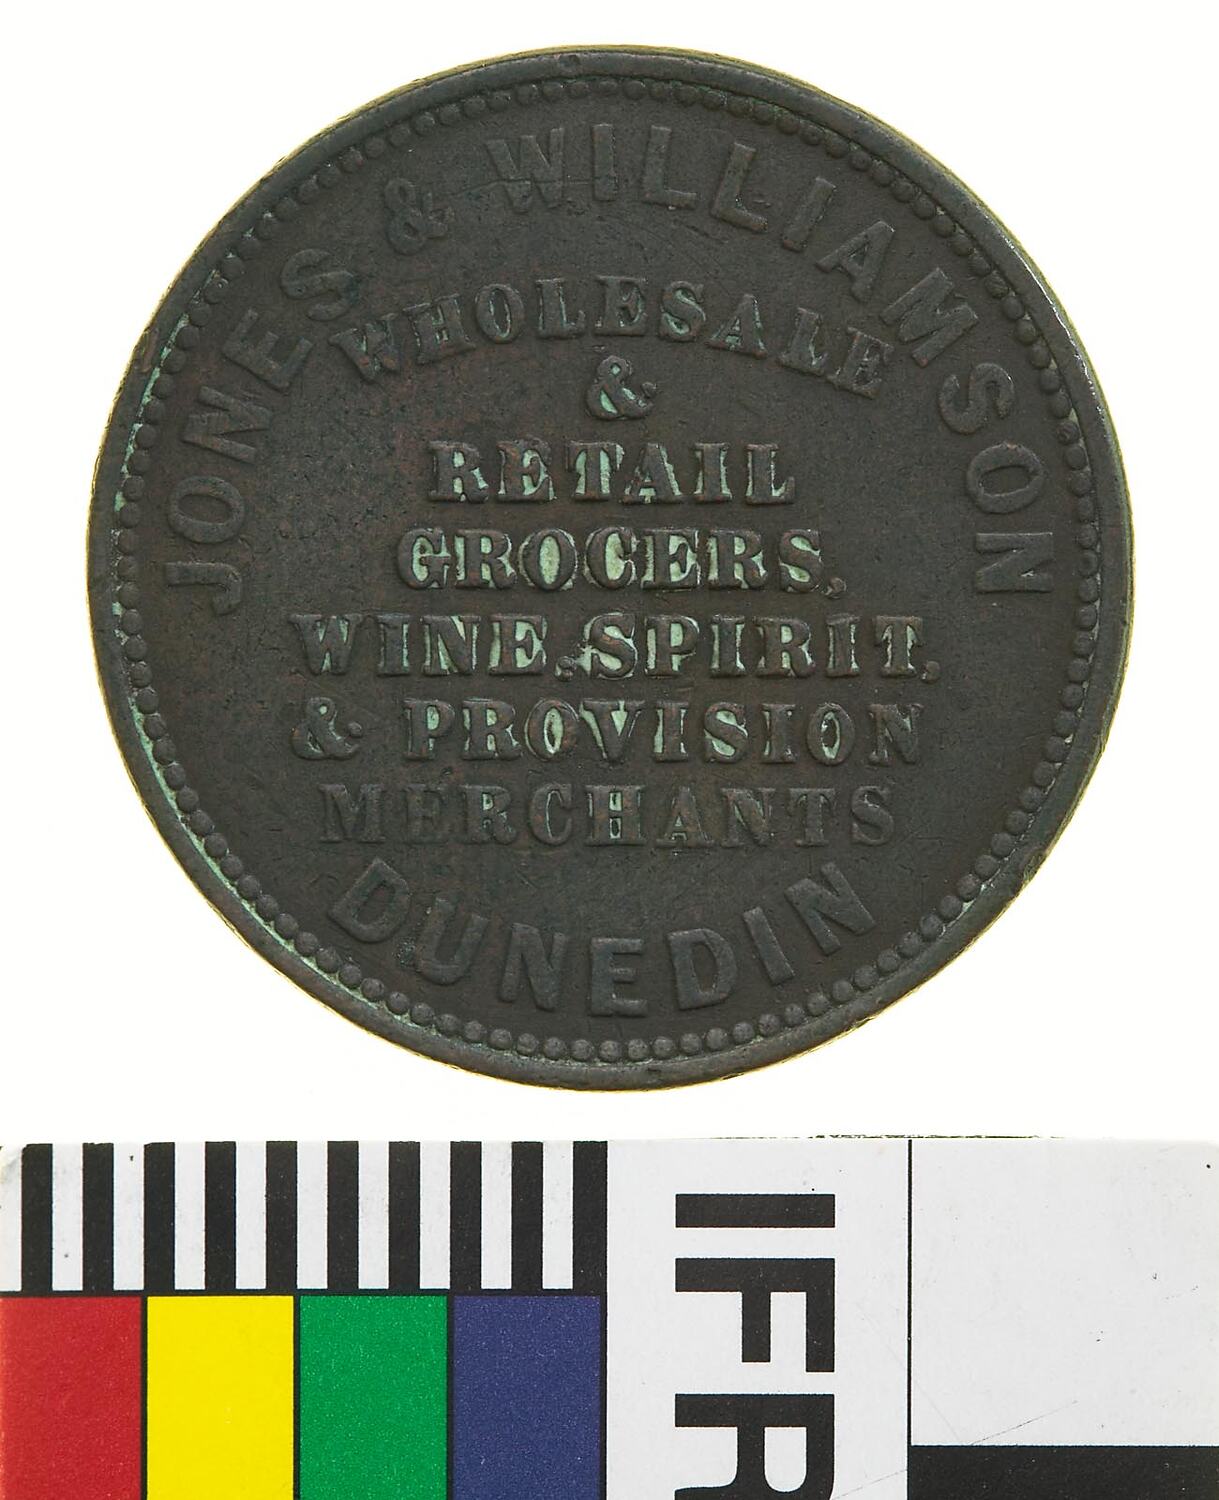 JONES & WILLIAMSON
WHOLESALE
&
RETAIL
GROCERS,
WINE, SPIRIT,
& PROVISION
MERCHANTS
DUNEDIN
IFR